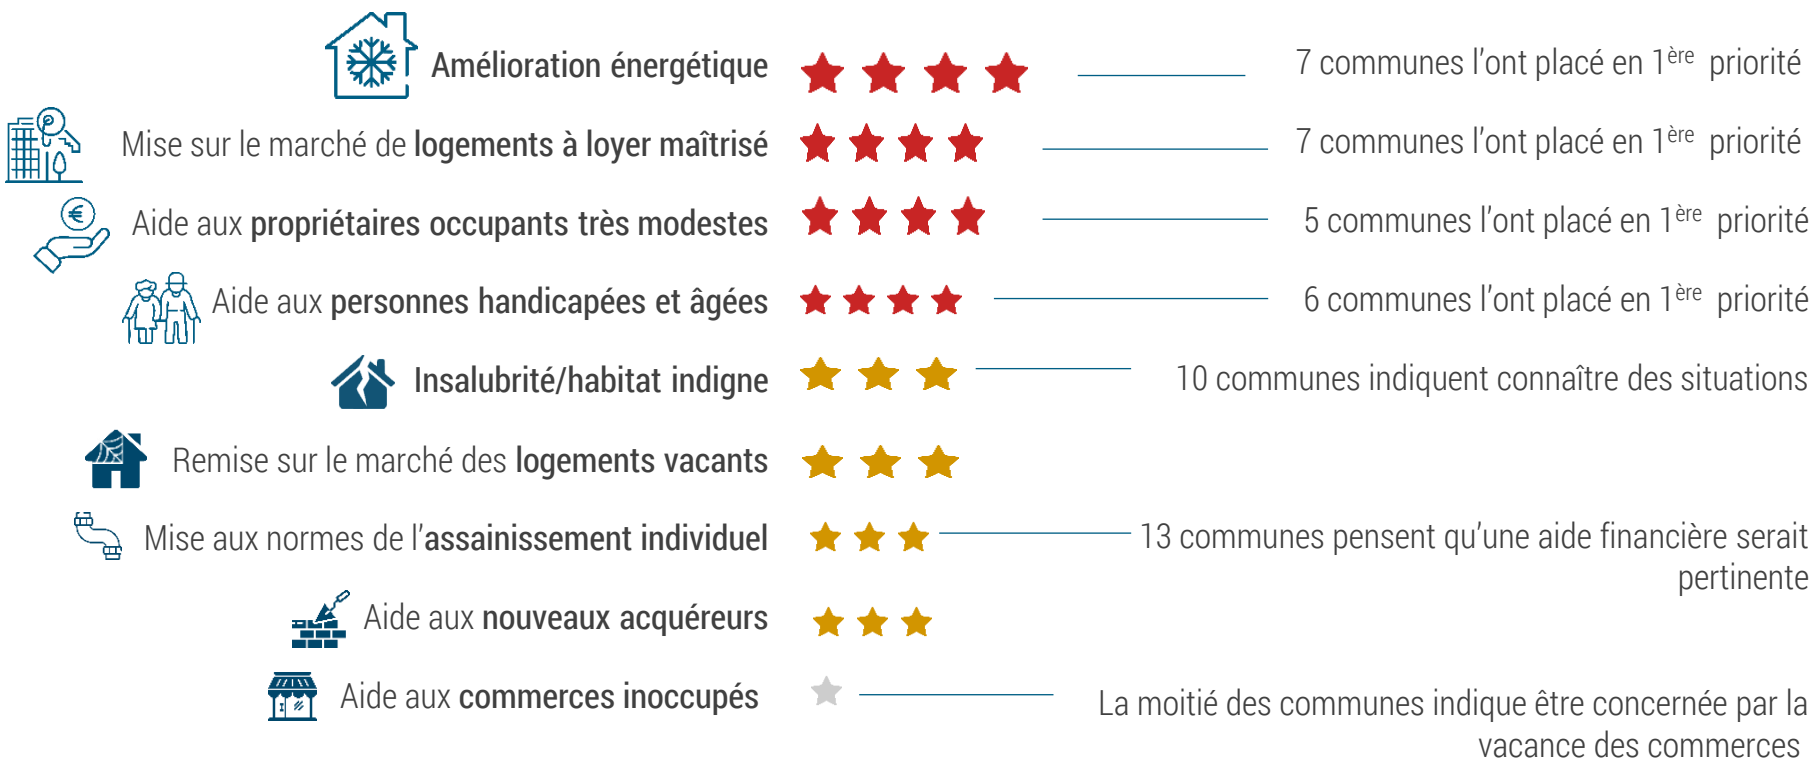 Amélioration énergétique
7 communes l'ont placé en 1ère priorité
Mise sur le marché de logements à loyer maîtrisé
7 communes l'ont placé en 1ère priorité
Aide aux propriétaires occupants très modestes
5 communes l'ont placé en 1ère priorité
Aide aux personnes handicapées et âgées
6 communes l'ont placé en 1ère priorité
Insalubrité/habitat indigne
10 communes indiquent connaître des situations
Remise sur le marché des logements vacants
Mise aux normes de l'assainissement individuel
13 communes pensent qu'une aide financière serait
pertinente
Aide aux nouveaux acquéreurs
Aide aux commerces inoccupés
La moitié des communes indique être concernée par la
vacance des commerces